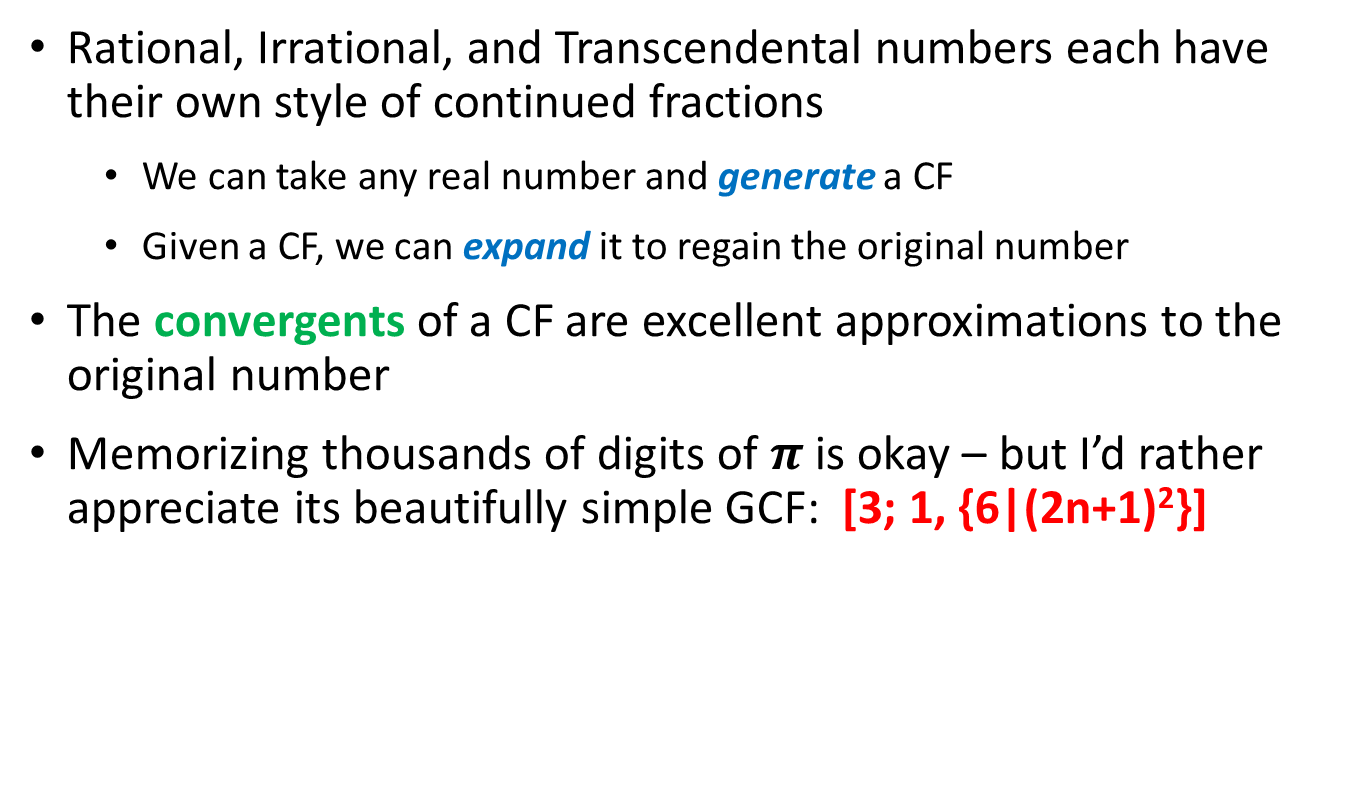 • Rational, Irrational, and Transcendental numbers each have
their own style of continued fractions
• We can take any real number and generate a CF
• Given a CF, we can expand it to regain the original number
• The convergents of a CF are excellent approximations to the
original number
• Memorizing thousands of digits of π is okay – but I’d rather
appreciate its beautifully simple GCF: [3; 1, {6|(2n+1)²}]